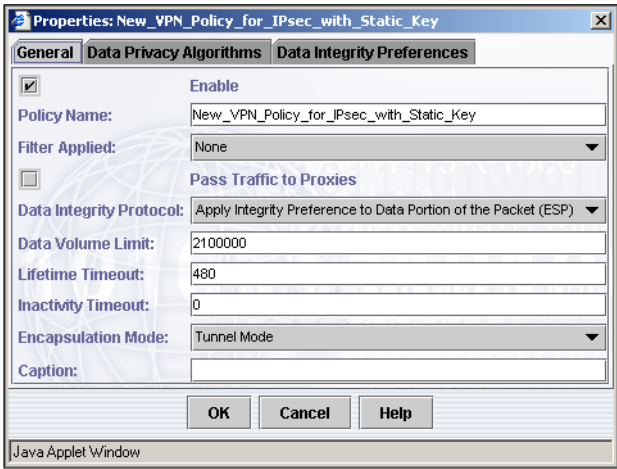 Properties: New_VPN_Policy_for_IPsec_with_Static_Key
General Data Privacy Algorithms Data Integrity Preferences
Enable
Policy Name: New_VPN_Policy_for_IPsec_with_Static_Key
Filter Applied: None
Pass Traffic to Proxies
Data Integrity Protocol: Apply Integrity Preference to Data Portion of the Packet (ESP)
Data Volume Limit: 2100000
Lifetime Timeout: 480
Inactivity Timeout: 0
Encapsulation Mode: Tunnel Mode
Caption:
OK Cancel Help
Java Applet Window